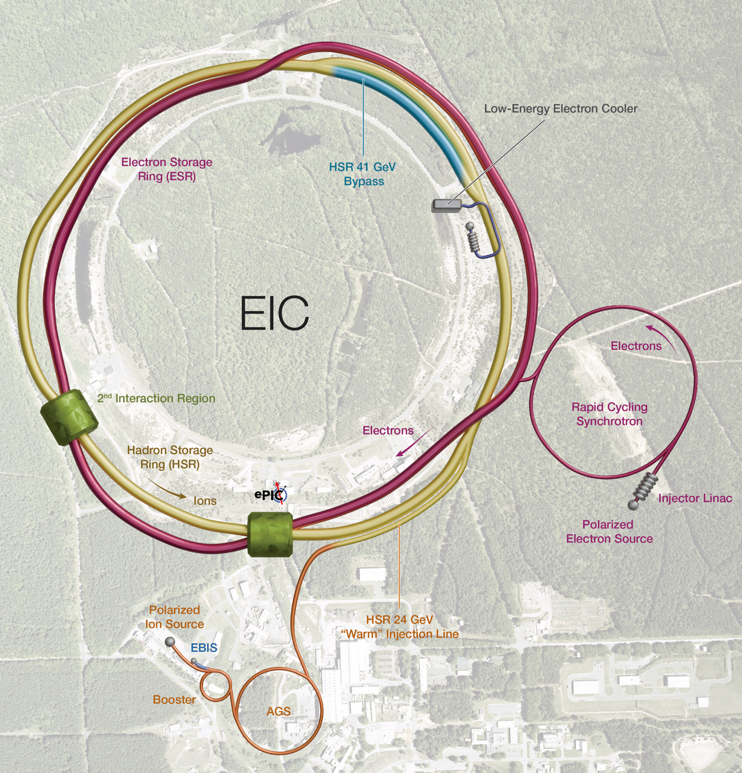 Low-Energy Electron Cooler
Electron Storage
Ring (ESR)
HSR 41 GeV
Bypass
EIC
Electrons
Rapid Cycling
Synchrotron
2nd Interaction Region
Electrons
Hadron Storage
Ring (HSR)
Ions
ePIC
Injector Linac
Polarized
Electron Source
Polarized
Ion Source
HSR 24 GeV
“Warm” Injection Line
EBIS
Booster
AGS